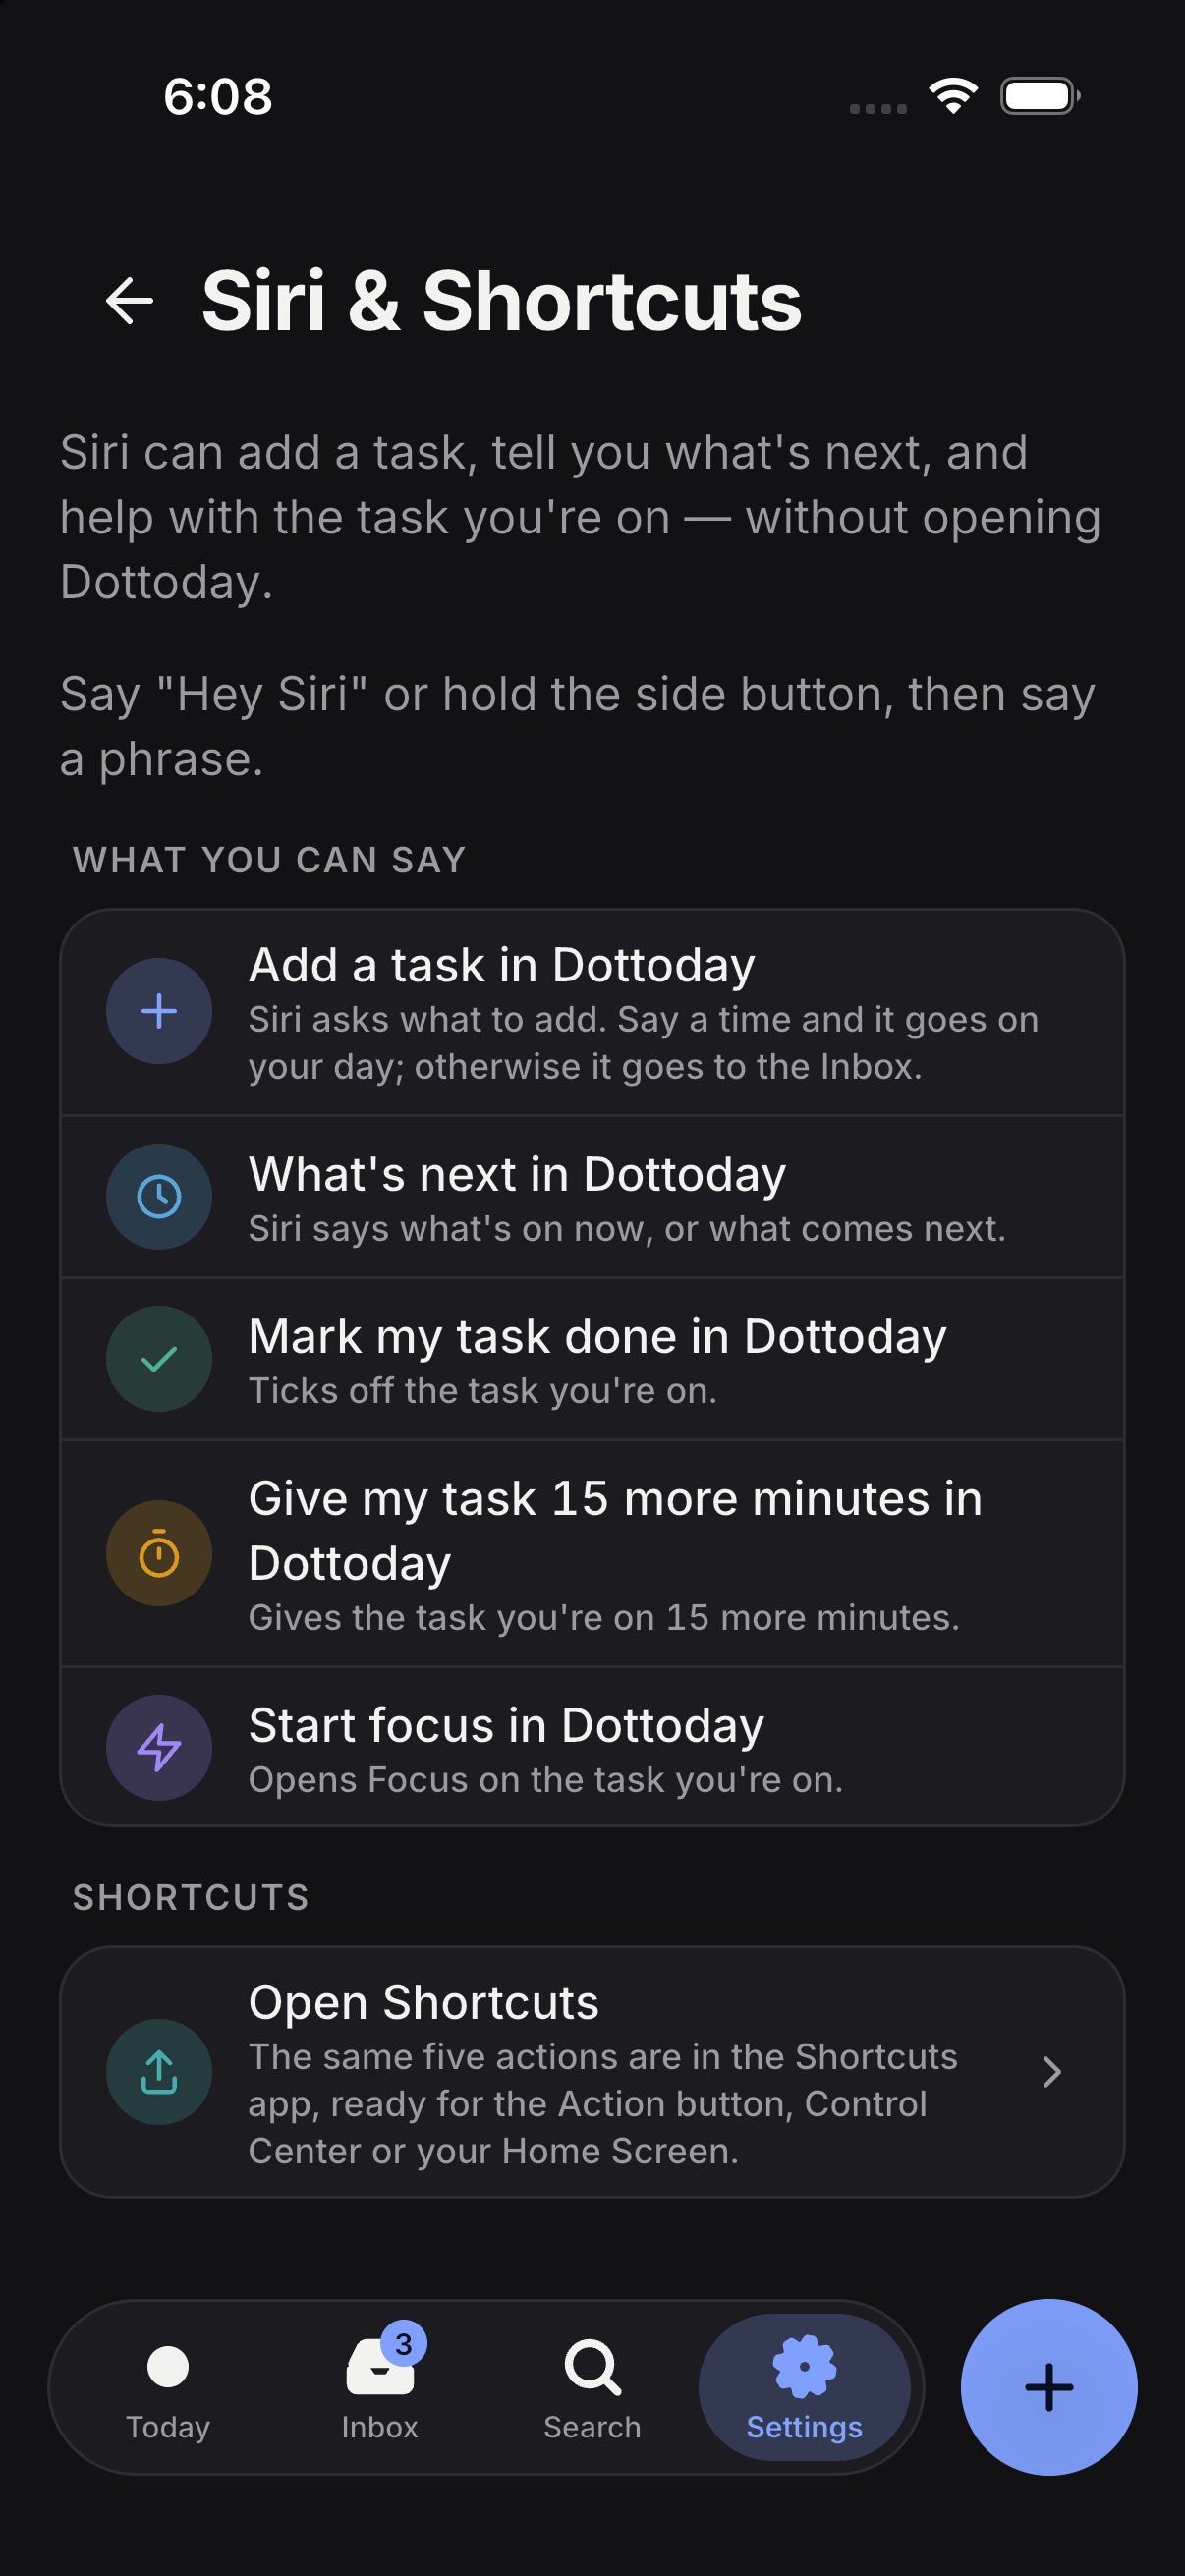 6:08
Siri & Shortcuts
Siri can add a task, tell you what's next, and
help with the task you're on — without opening
Dottoday.
Say "Hey Siri" or hold the side button, then say
a phrase.
WHAT YOU CAN SAY
Add a task in Dottoday
Siri asks what to add. Say a time and it goes on
your day; otherwise it goes to the Inbox.
What's next in Dottoday
Siri says what's on now, or what comes next.
Mark my task done in Dottoday
Ticks off the task you're on.
Give my task 15 more minutes in
Dottoday
Gives the task you're on 15 more minutes.
Start focus in Dottoday
Opens Focus on the task you're on.
SHORTCUTS
Open Shortcuts
The same five actions are in the Shortcuts
app, ready for the Action button, Control
Center or your Home Screen.
3
Today
Inbox
Search
Settings